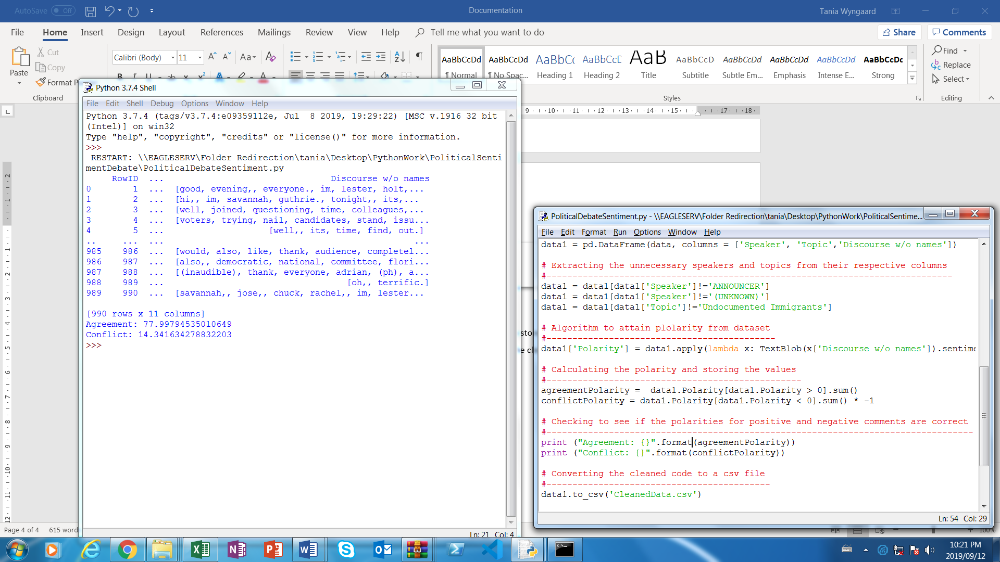 AutoSave Off
Documentation
Tania Wyngaard
File Home Insert Design Layout References Mailings Review View Help Tell me what you want to do
Share Comments
Paste
Cut
Copy
Format P
Clipboard
Calibri (Body) 11
AaBbCcDd AaBbCcDd AaBbCc AaBbCcD AaB AaBbCcD AaBbCcDd AaBbCcDd AaBbCcDd AaBbCcDc
¶ Normal ¶ No Spac... Heading 1 Heading 2 Title Subtitle Subtle Em... Emphasis Intense E... Strong
Styles
Find
Replace
Select
Editing
9 10 11 12 13 14 15 17 18
Python 3.7.4 Shell
File Edit Shell Debug Options Window Help
Python 3.7.4 (tags/v3.7.4:e09359112e, Jul  8 2019, 19:29:22) [MSC v.1916 32 bit
(Intel)] on win32
Type "help", "copyright", "credits" or "license()" for more information.
>>>
 RESTART: \\EAGLESERV\Folder Redirection\tania\Desktop\PythonWork\PoliticalSenti
mentDebate\PoliticalDebateSentiment.py
     RowID  ...                                Discourse w/o names
0        1  ...  [good, evening,, everyone., im, lester, holt,...
1        2  ...  [hi,, im, savannah, guthrie., tonight,, its,...
2        3  ...  [well, joined, questioning, time, colleagues,...
3        4  ...  [voters, trying, nail, candidates, stand, issu...
4        5  ...                    [well,, its, time, find, out.]
..     ...  ...                                                ...
985    986  ...  [would, also, like, thank, audience, completel...
986    987  ...  [also,, democratic, national, committee, flori...
987    988  ...  [(inaudible), thank, everyone, adrian, (ph), a...
988    989  ...                                   [oh,, terrific.]
989    990  ...  [savannah,, jose,, chuck, rachel,, im, lester...

[990 rows x 11 columns]
Agreement: 77.99794535010649
Conflict: 14.341634278832203
>>>
Ln: 21 Col: 4
sto
e cl
PoliticalDebateSentiment.py - \\EAGLESERV\Folder Redirection\tania\Desktop\PythonWork\PoliticalSentime...
File Edit Format Run Options Window Help
data1 = pd.DataFrame(data, columns = ['Speaker', 'Topic','Discourse w/o names'])

# Extracting the unnecessary speakers and topics from their respective columns
#------------------------------------------------------------------------------
data1 = data1[data1['Speaker']!='ANNOUNCER']
data1 = data1[data1['Speaker']!='(UNKNOWN)']
data1 = data1[data1['Topic']!='Undocumented Immigrants']

# Algorithm to attain plolarity from dataset
#--------------------------------------------
data1['Polarity'] = data1.apply(lambda x: TextBlob(x['Discourse w/o names']).sentime

# Calculating the polarity and storing the values
#-------------------------------------------------
agreementPolarity =  data1.Polarity[data1.Polarity > 0].sum()
conflictPolarity = data1.Polarity[data1.Polarity < 0].sum() * -1

# Checking to see if the polarities for positive and negative comments are correct
#----------------------------------------------------------------------------------
print ("Agreement: {}".format(agreementPolarity))
print ("Conflict: {}".format(conflictPolarity))

# Converting the cleaned code to a csv file
#-------------------------------------------
data1.to_csv('CleanedData.csv')
Ln: 54 Col: 29
Page 4 of 4 615 word
100%
10:21 PM
2019/09/12